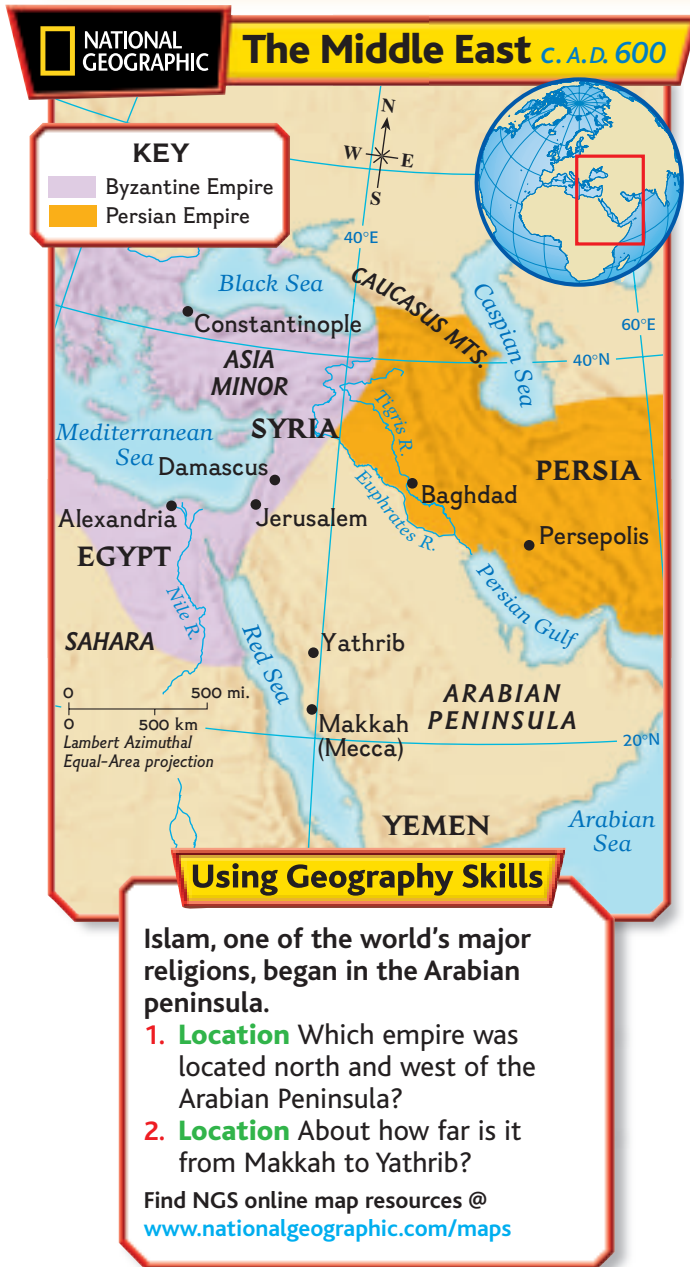 NATIONAL
GEOGRAPHIC
The Middle East C. A.D. 600
KEY
Byzantine Empire
Persian Empire
N
W E
S
40°E
Black Sea
CAUCASUS MTS.
Caspian Sea
60°E
Constantinople
40°N
ASIA
MINOR
Tigris R.
Mediterranean
Sea
SYRIA
PERSIA
Damascus
Baghdad
Euphrates R.
Alexandria
Jerusalem
Persepolis
EGYPT
Persian Gulf
Nile R.
Red Sea
SAHARA
Yathrib
0 500 mi.
0 500 km
Lambert Azimuthal
Equal-Area projection
ARABIAN
PENINSULA
Makkah
(Mecca)
20°N
YEMEN
Arabian
Sea
Using Geography Skills
Islam, one of the world's major
religions, began in the Arabian
peninsula.
1. Location Which empire was
located north and west of the
Arabian Peninsula?
2. Location About how far is it
from Makkah to Yathrib?
Find NGS online map resources @
www.nationalgeographic.com/maps